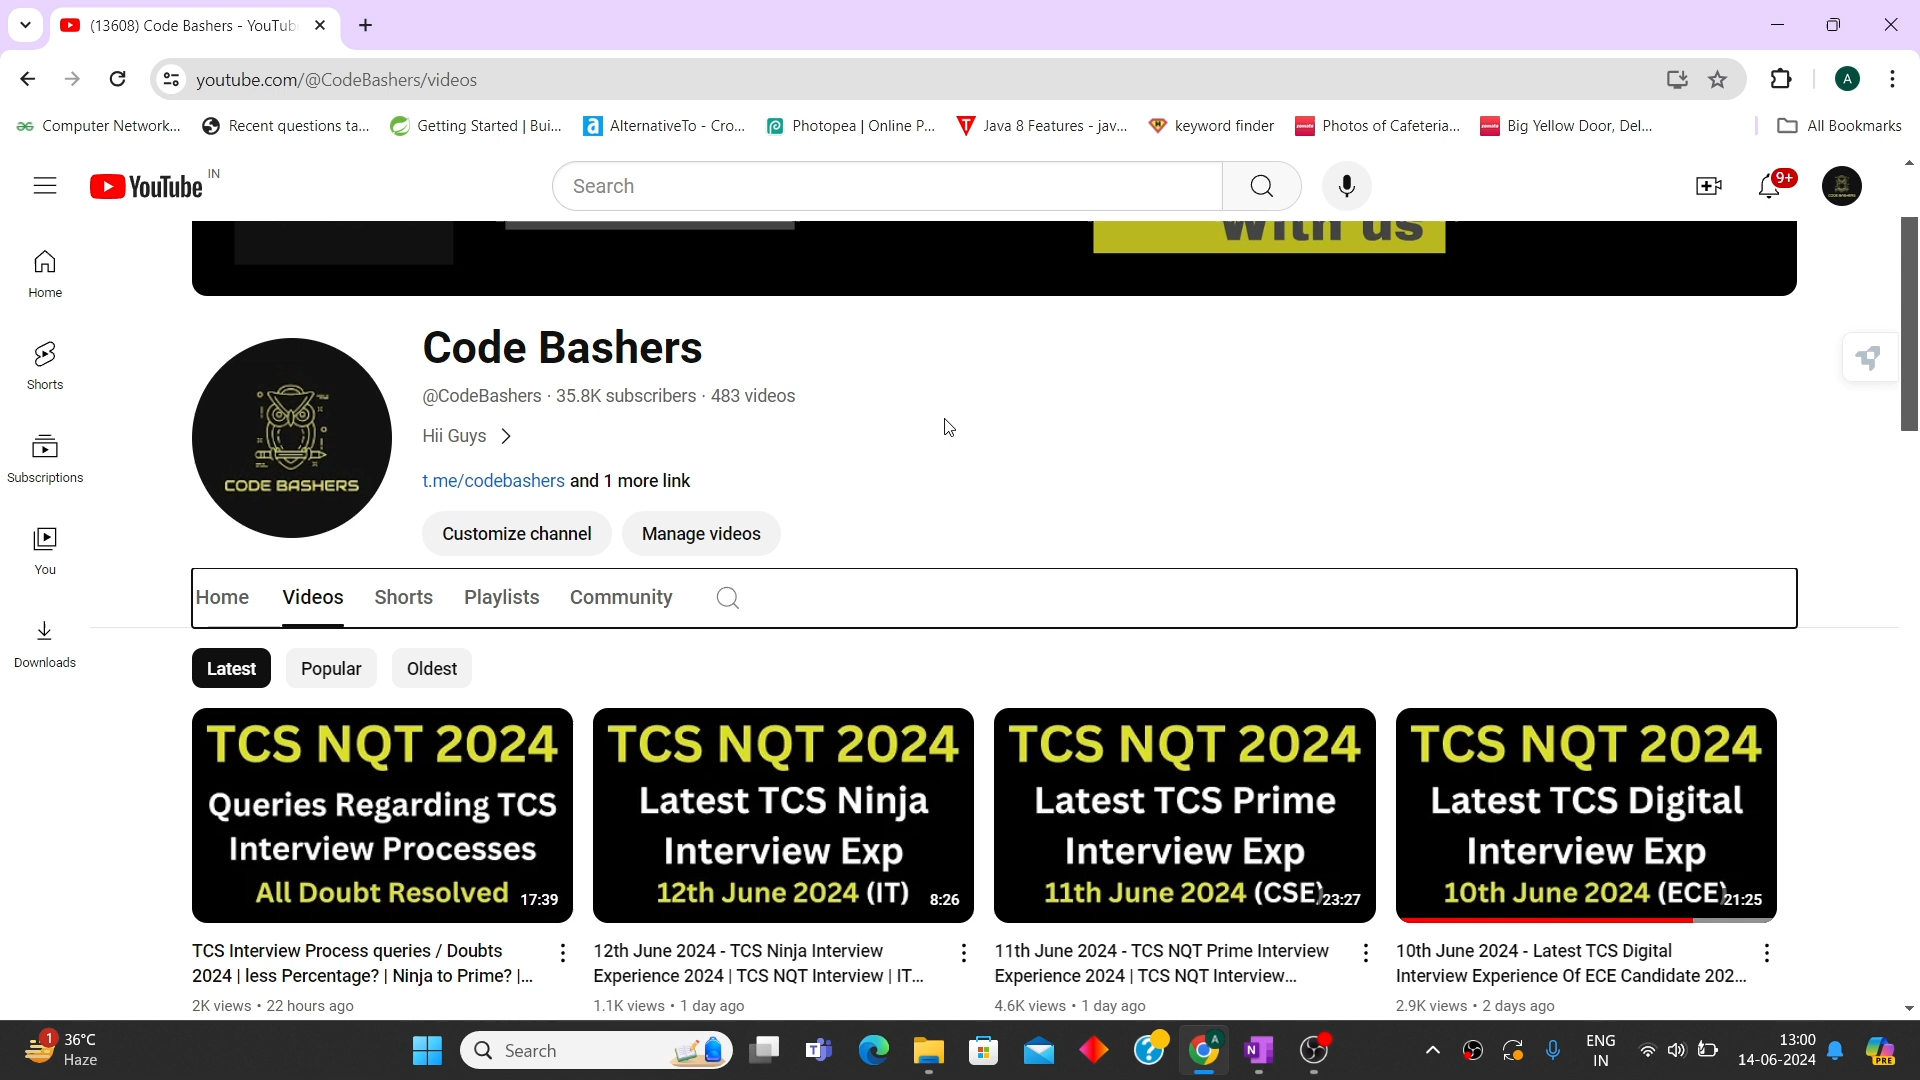 (13608) Code Bashers - YouTub
youtube.com/@CodeBashers/videos
A
Computer Network...
Recent questions ta...
Getting Started | Bui...
AlternativeTo - Cro...
Photopea | Online P...
Java 8 Features - jav...
keyword finder
Photos of Cafeteria...
Big Yellow Door, Del...
All Bookmarks
YouTube IN
Search
9+
with us
Home
Shorts
Subscriptions
You
Downloads
CODE BASHERS
Code Bashers
@CodeBashers · 35.8K subscribers · 483 videos
Hii Guys
t.me/codebashers and 1 more link
Customize channel
Manage videos
Home Videos Shorts Playlists Community
Latest Popular Oldest
TCS NQT 2024
Queries Regarding TCS
Interview Processes
All Doubt Resolved
17:39
TCS Interview Process queries / Doubts
2024 | less Percentage? | Ninja to Prime? |...
2K views • 22 hours ago
TCS NQT 2024
Latest TCS Ninja
Interview Exp
12th June 2024 (IT)
8:26
12th June 2024 - TCS Ninja Interview
Experience 2024 | TCS NQT Interview | IT...
1.1K views • 1 day ago
TCS NQT 2024
Latest TCS Prime
Interview Exp
11th June 2024 (CSE)
23:27
11th June 2024 - TCS NQT Prime Interview
Experience 2024 | TCS NQT Interview...
4.6K views • 1 day ago
TCS NQT 2024
Latest TCS Digital
Interview Exp
10th June 2024 (ECE)
21:25
10th June 2024 - Latest TCS Digital
Interview Experience Of ECE Candidate 202...
2.9K views • 2 days ago
1
36°C
Haze
Search
ENG
IN
13:00
14-06-2024
PRE